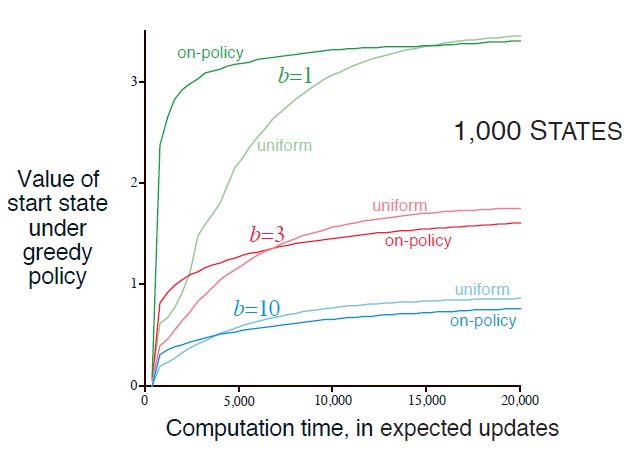 on-policy
b=1
3
1,000 STATES
uniform
Value of
start state
under
greedy
policy
2
uniform
b=3
on-policy
1
uniform
b=10
on-policy
0
0
5,000
10,000
15,000
20,000
Computation time, in expected updates